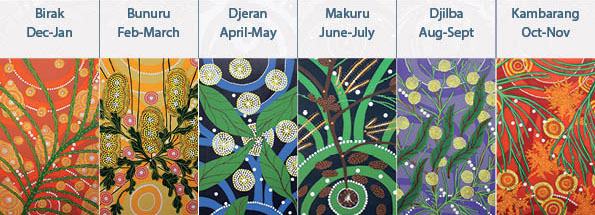 Birak
Dec-Jan
Bunuru
Feb-March
Djeran
April-May
Makuru
June-July
Djilba
Aug-Sept
Kambarang
Oct-Nov